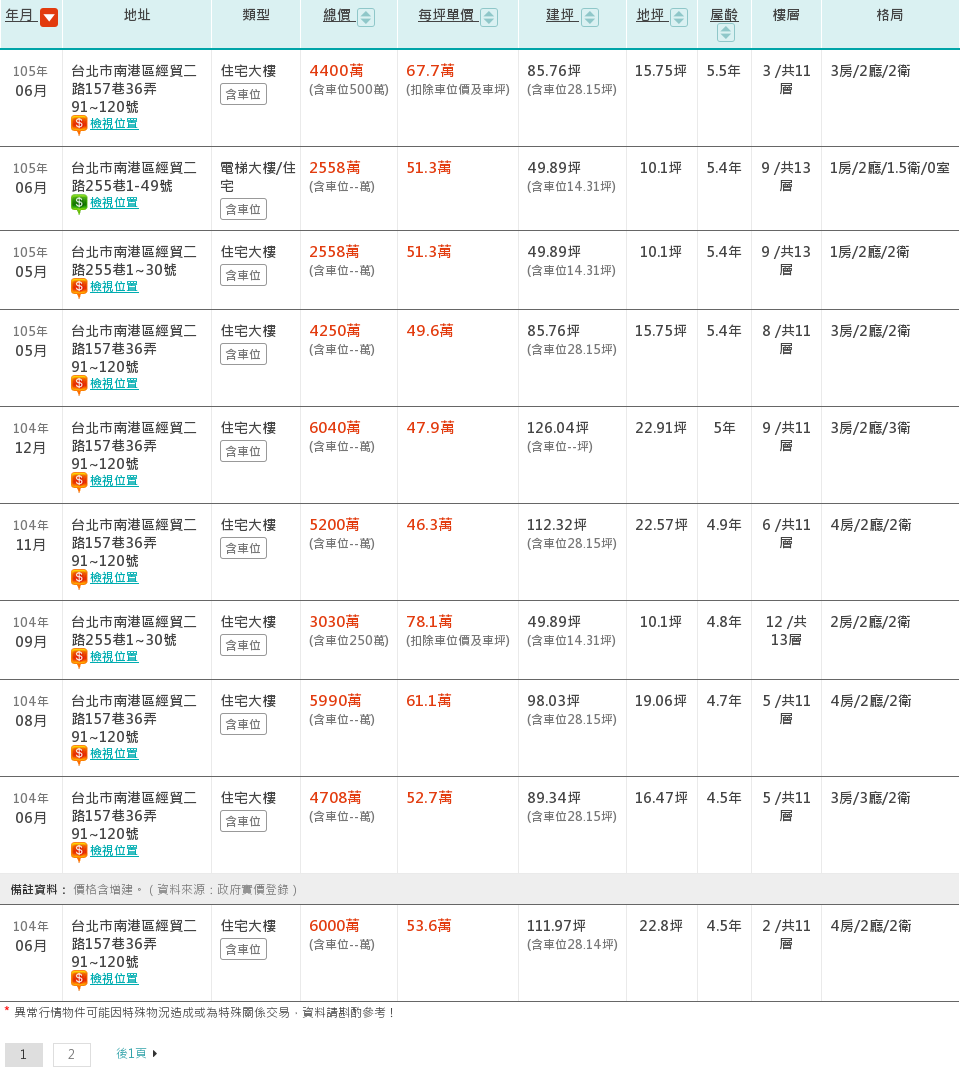 年月 地址 類型 總價 每坪單價 建坪 地坪 屋齡 樓層 格局
105年 台北市南港區經貿二 住宅大樓 4400萬 67.7萬 85.76坪 15.75坪 5.5年 3 /共11 3房/2廳/2衛
06月 路157巷36弄 含車位 (含車位500萬) (扣除車位價及車坪) (含車位28.15坪) 層
91~120號
$ 檢視位置
105年 台北市南港區經貿二 電梯大樓/住 2558萬 51.3萬 49.89坪 10.1坪 5.4年 9 /共13 1房/2廳/1.5衛/0室
06月 路255巷1-49號 宅 (含車位--萬) (含車位14.31坪) 層
$ 檢視位置 含車位
105年 台北市南港區經貿二 住宅大樓 2558萬 51.3萬 49.89坪 10.1坪 5.4年 9 /共13 1房/2廳/2衛
05月 路255巷1~30號 含車位 (含車位--萬) (含車位14.31坪) 層
$ 檢視位置
105年 台北市南港區經貿二 住宅大樓 4250萬 49.6萬 85.76坪 15.75坪 5.4年 8 /共11 3房/2廳/2衛
05月 路157巷36弄 含車位 (含車位--萬) (含車位28.15坪) 層
91~120號
$ 檢視位置
104年 台北市南港區經貿二 住宅大樓 6040萬 47.9萬 126.04坪 22.91坪 5年 9 /共11 3房/2廳/3衛
12月 路157巷36弄 含車位 (含車位--萬) (含車位--坪) 層
91~120號
$ 檢視位置
104年 台北市南港區經貿二 住宅大樓 5200萬 46.3萬 112.32坪 22.57坪 4.9年 6 /共11 4房/2廳/2衛
11月 路157巷36弄 含車位 (含車位--萬) (含車位28.15坪) 層
91~120號
$ 檢視位置
104年 台北市南港區經貿二 住宅大樓 3030萬 78.1萬 49.89坪 10.1坪 4.8年 12 /共 2房/2廳/2衛
09月 路255巷1~30號 含車位 (含車位250萬) (扣除車位價及車坪) (含車位14.31坪) 13層
$ 檢視位置
104年 台北市南港區經貿二 住宅大樓 5990萬 61.1萬 98.03坪 19.06坪 4.7年 5 /共11 4房/2廳/2衛
08月 路157巷36弄 含車位 (含車位--萬) (含車位28.15坪) 層
91~120號
$ 檢視位置
104年 台北市南港區經貿二 住宅大樓 4708萬 52.7萬 89.34坪 16.47坪 4.5年 5 /共11 3房/3廳/2衛
06月 路157巷36弄 含車位 (含車位--萬) (含車位28.15坪) 層
91~120號
$ 檢視位置
備註資料： 價格含增建。（資料來源：政府實價登錄）
104年 台北市南港區經貿二 住宅大樓 6000萬 53.6萬 111.97坪 22.8坪 4.5年 2 /共11 4房/2廳/2衛
06月 路157巷36弄 含車位 (含車位--萬) (含車位28.14坪) 層
91~120號
$ 檢視位置
* 異常行情物件可能因特殊物況造成或為特殊關係交易，資料請斟酌參考！
1 2 後1頁